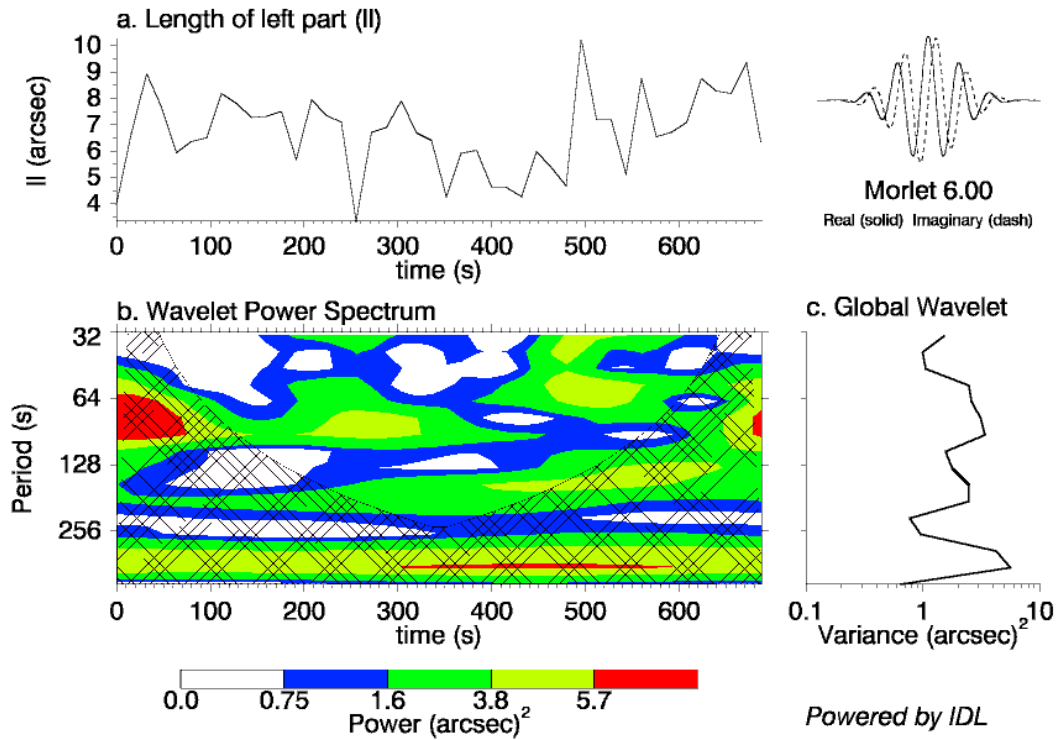 a. Length of left part (ll)
10
9
8
7
6
5
4
ll (arcsec)
0 100 200 300 400 500 600
time (s)
Morlet 6.00
Real (solid) Imaginary (dash)
b. Wavelet Power Spectrum
32
64
128
256
Period (s)
0 100 200 300 400 500 600
time (s)
c. Global Wavelet
0.1 1 10
Variance (arcsec)²
0.0 0.75 1.6 3.8 5.7
Power (arcsec)²
Powered by IDL